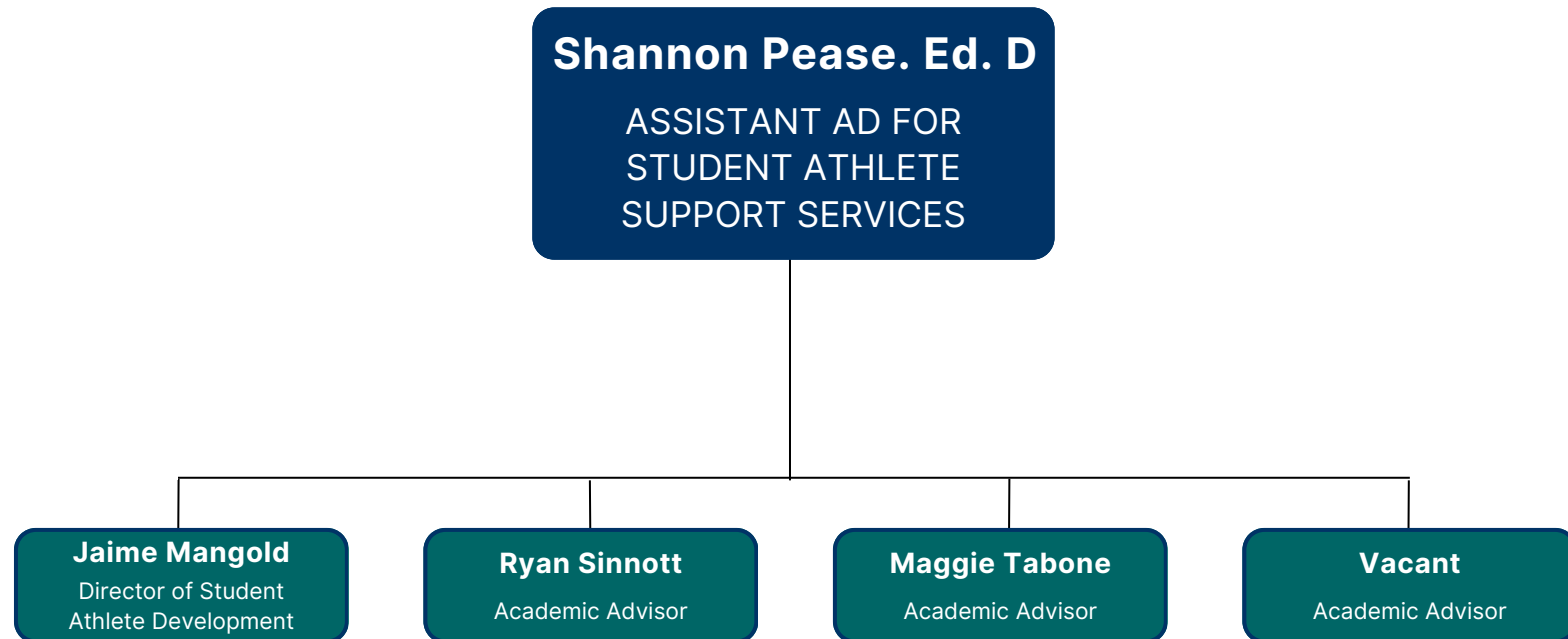 Shannon Pease. Ed. D
ASSISTANT AD FOR
STUDENT ATHLETE
SUPPORT SERVICES
Jaime Mangold
Director of Student
Athlete Development
Ryan Sinnott
Academic Advisor
Maggie Tabone
Academic Advisor
Vacant
Academic Advisor